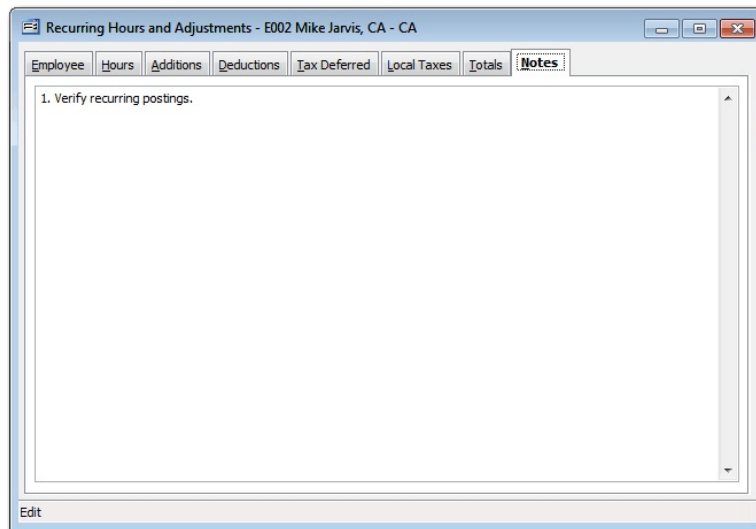 Recurring Hours and Adjustments - E002 Mike Jarvis, CA - CA
Employee Hours Additions Deductions Tax Deferred Local Taxes Totals Notes
1. Verify recurring postings.
Edit